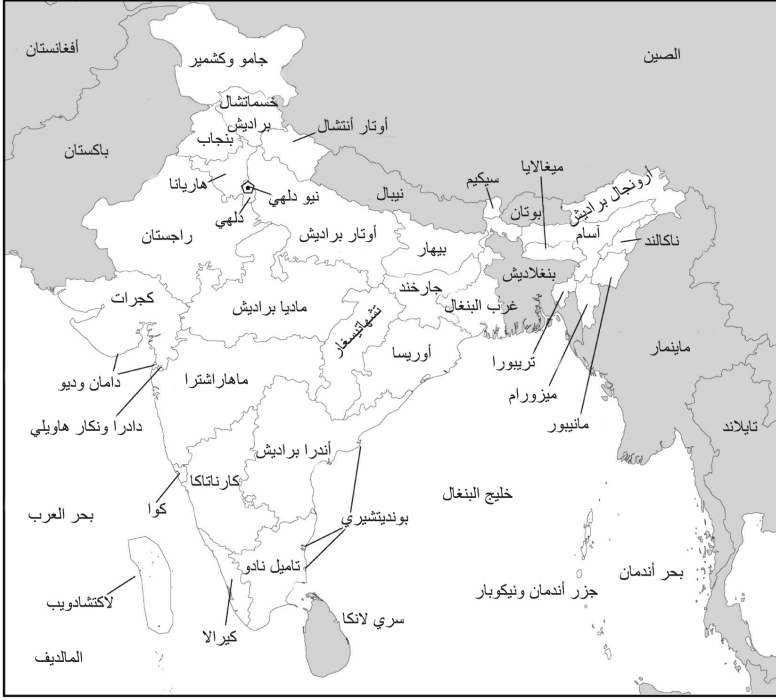 أفغانستان
الصين
جامو وكشمير
خسماتشال
براديش
أوتار أنتشال
بنجاب
باكستان
ميغالايا
هاريانا
نيو دلهي
نيبال
سيكيم
أرونجال براديش
بوتان
دلهي
آسام
ناكالند
راجستان
أوتار براديش
بيهار
بنغلاديش
جارخند
كجرات
ماديا براديش
غرب البنغال
تشهاتيسغار
ماينمار
أوريسا
تريبورا
دامان وديو
ماهاراشترا
ميزورام
مانيبور
دادرا ونكار هاويلي
تايلاند
أندرا براديش
كارناتاكا
خليج البنغال
كوا
بحر العرب
بونديتشيري
تاميل نادو
بحر أندمان
جزر أندمان ونيكوبار
لاكتشادويب
سري لانكا
كيرالا
المالديف